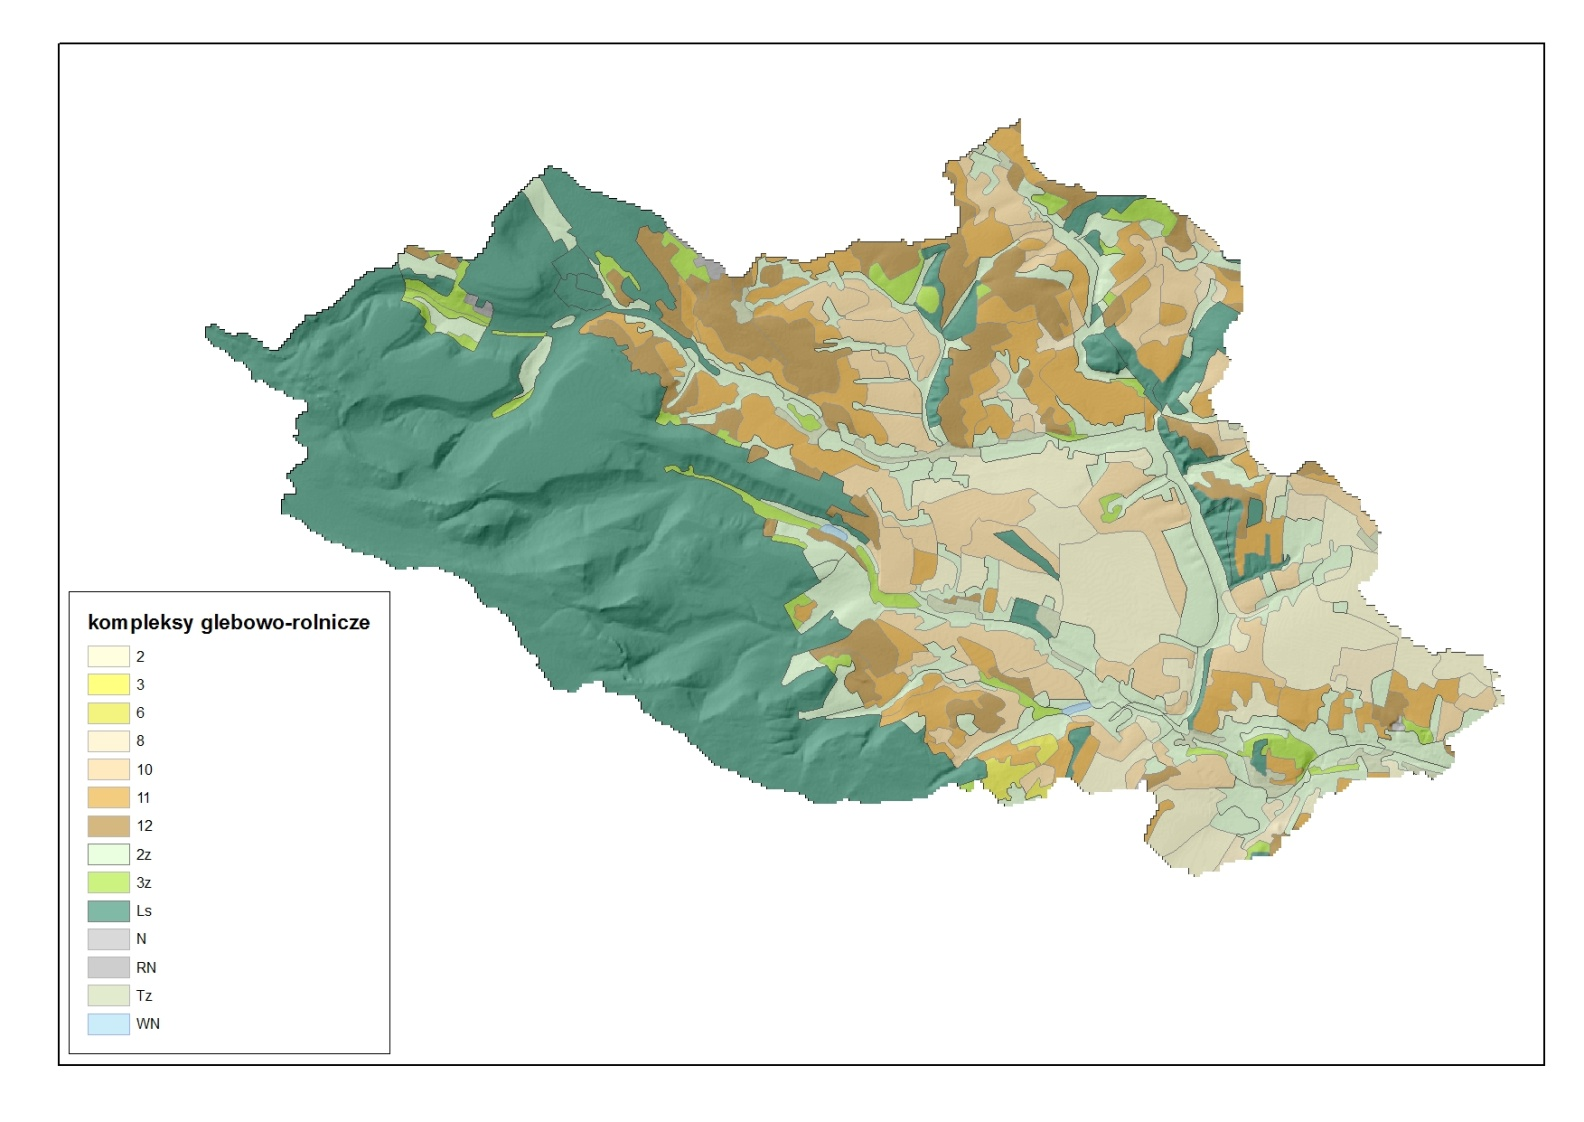 kompleksy glebowo-rolnicze
2
3
6
8
10
11
12
2z
3z
Ls
N
RN
Tz
WN